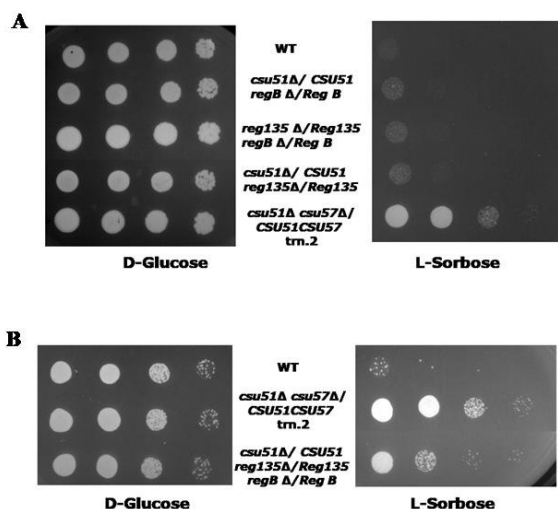 A
WT
csu51Δ/ CSU51
regB Δ/Reg B
reg135 Δ/Reg135
regB Δ/Reg B
csu51Δ/ CSU51
reg135Δ/Reg135
csu51Δ csu57Δ/
CSU51CSU57
trn.2
D-Glucose
L-Sorbose
B
WT
csu51Δ csu57Δ/
CSU51CSU57
trn.2
csu51Δ/ CSU51
reg135Δ/Reg135
regB Δ/Reg B
D-Glucose
L-Sorbose